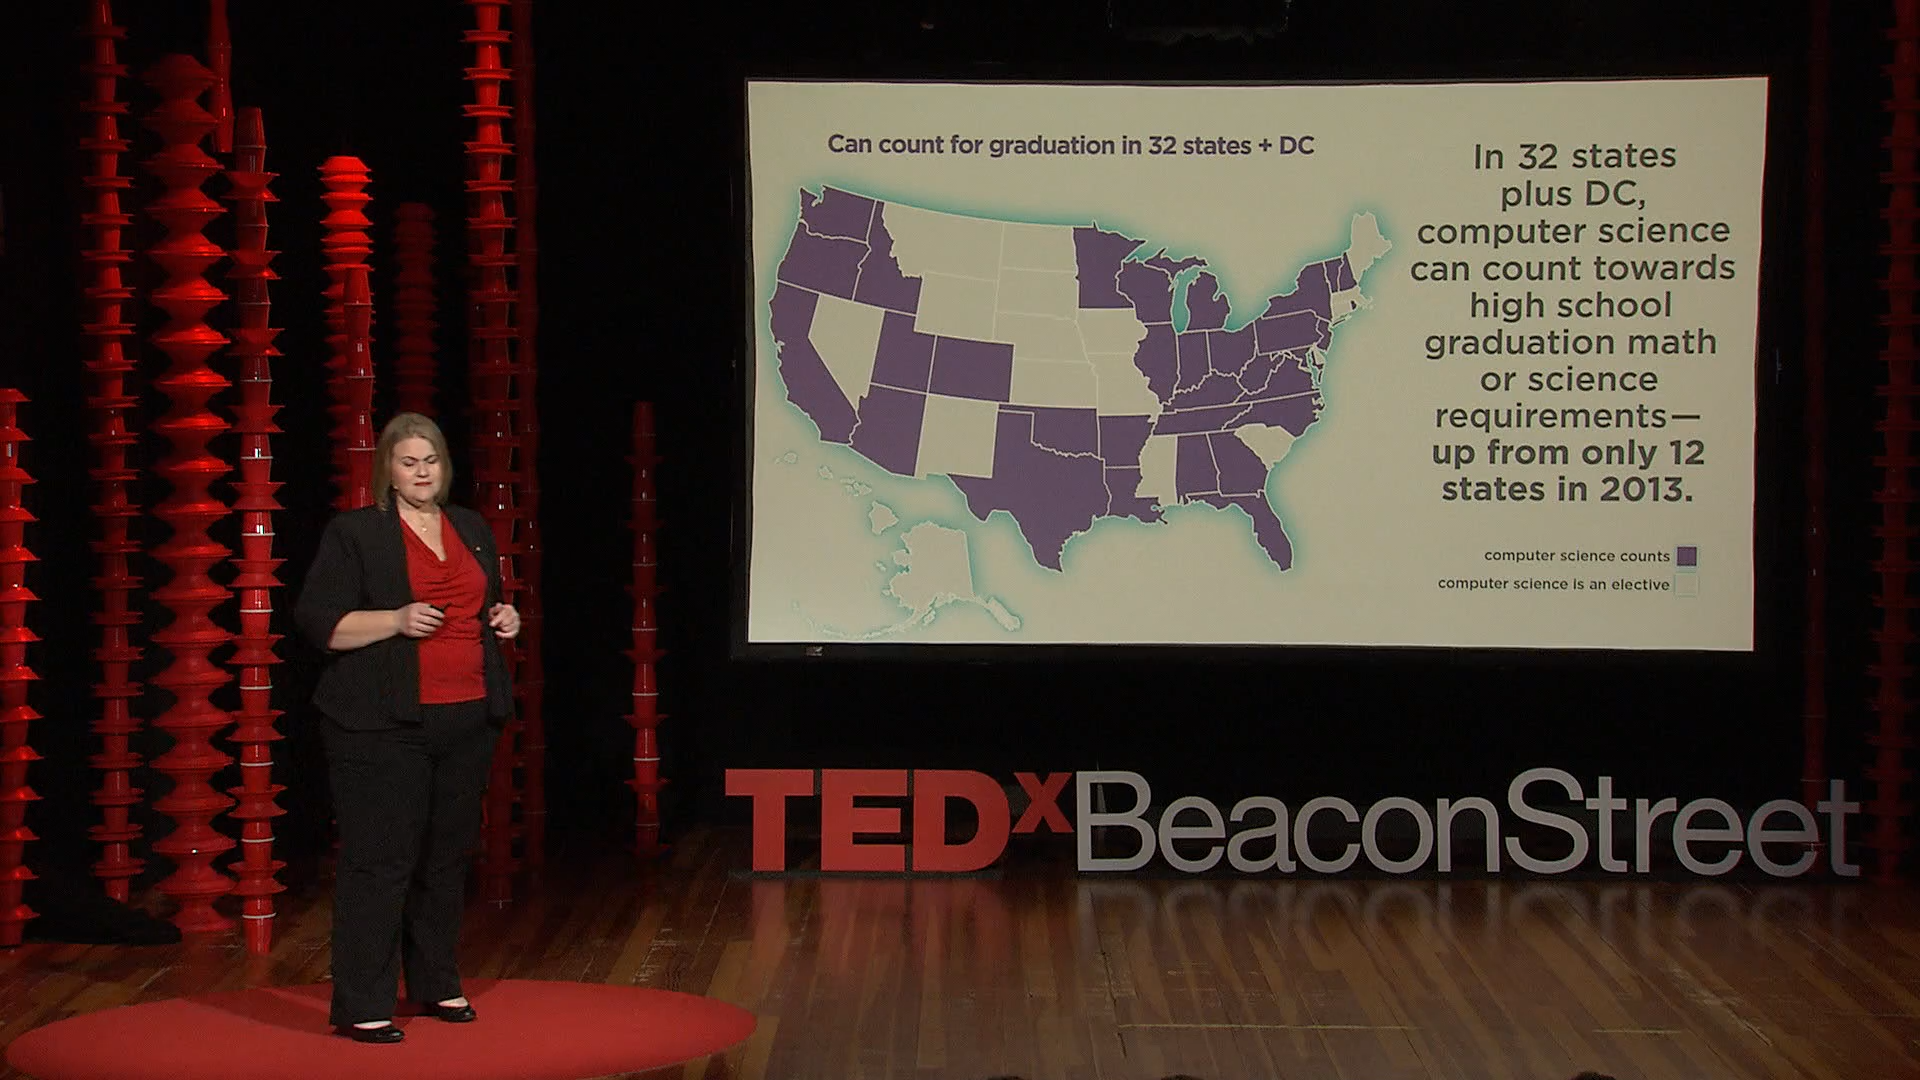 Can count for graduation in 32 states + DC
In 32 states
plus DC,
computer science
can count towards
high school
graduation math
or science
requirements—
up from only 12
states in 2013.
computer science counts
computer science is an elective
TEDxBeaconStreet